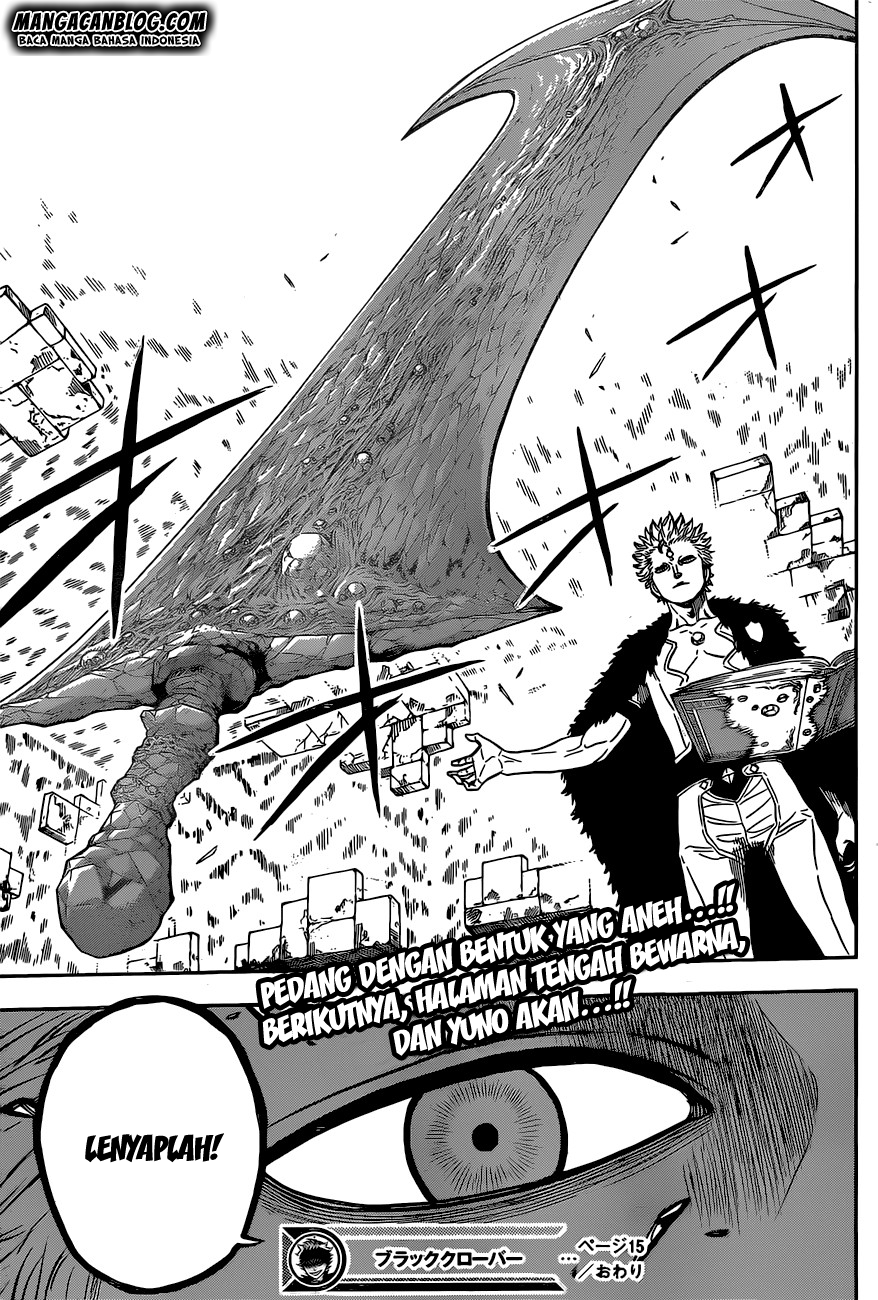 MANGACANBLOG.COM
BACA MANGA BAHASA INDONESIA
PEDANG DENGAN BENTUK YANG ANEH...!!
BERIKUTNYA, HALAMAN TENGAH BEWARNA,
DAN YUNO AKAN...!!
LENYAPLAH!
ブラッククローバー … ページ15
／おわり